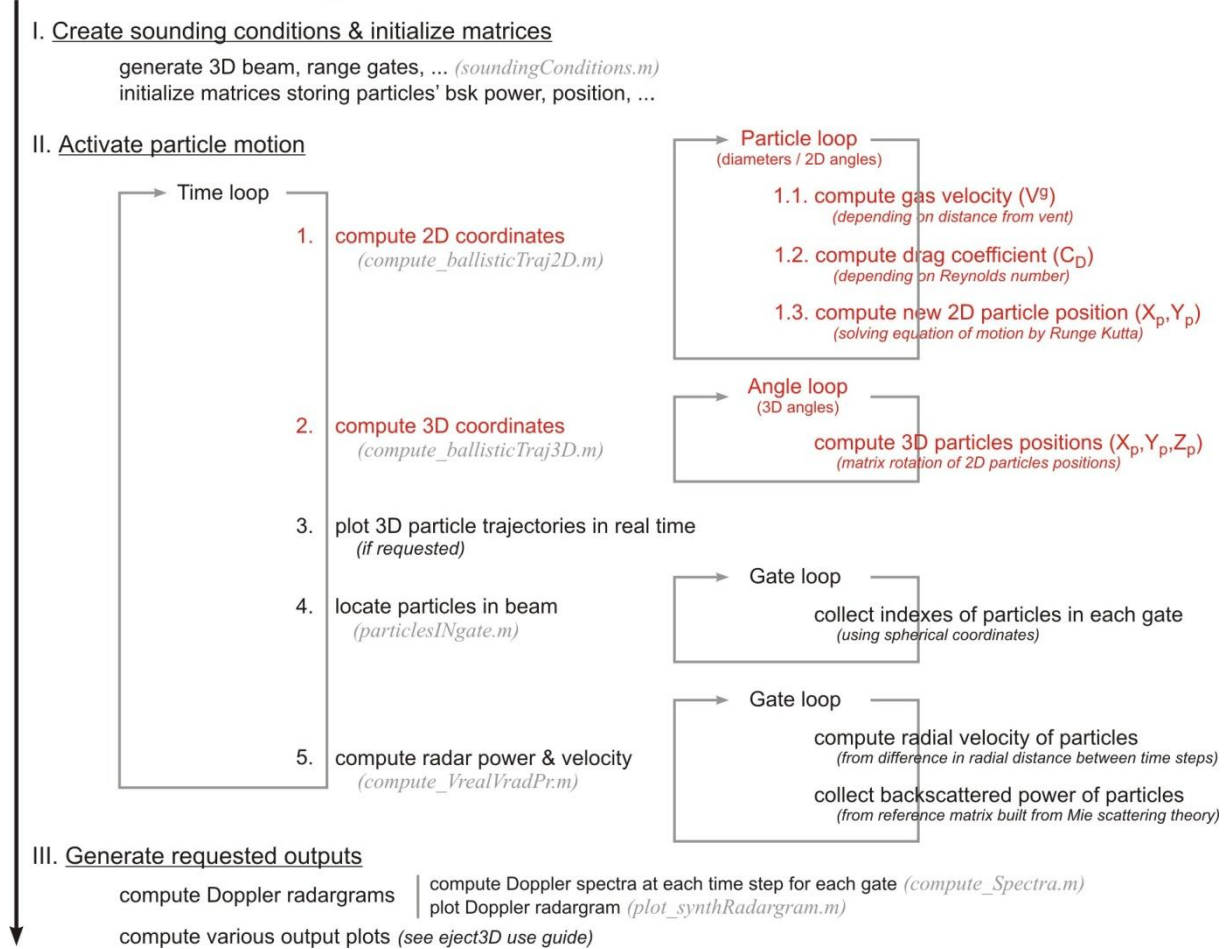 I. Create sounding conditions & initialize matrices
generate 3D beam, range gates, ... (soundingConditions.m)
initialize matrices storing particles' bsk power, position, ...
II. Activate particle motion
Time loop
1. compute 2D coordinates
(compute_ballisticTraj2D.m)
Particle loop
(diameters / 2D angles)
1.1. compute gas velocity (Vg)
(depending on distance from vent)
1.2. compute drag coefficient (CD)
(depending on Reynolds number)
1.3. compute new 2D particle position (Xp,Yp)
(solving equation of motion by Runge Kutta)
2. compute 3D coordinates
(compute_ballisticTraj3D.m)
Angle loop
(3D angles)
compute 3D particles positions (Xp,Yp,Zp)
(matrix rotation of 2D particles positions)
3. plot 3D particle trajectories in real time
(if requested)
4. locate particles in beam
(particlesINgate.m)
Gate loop
collect indexes of particles in each gate
(using spherical coordinates)
5. compute radar power & velocity
(compute_VrealVradPr.m)
Gate loop
compute radial velocity of particles
(from difference in radial distance between time steps)
collect backscattered power of particles
(from reference matrix built from Mie scattering theory)
III. Generate requested outputs
compute Doppler radargrams
compute Doppler spectra at each time step for each gate (compute_Spectra.m)
plot Doppler radargram (plot_synthRadargram.m)
compute various output plots (see eject3D use guide)